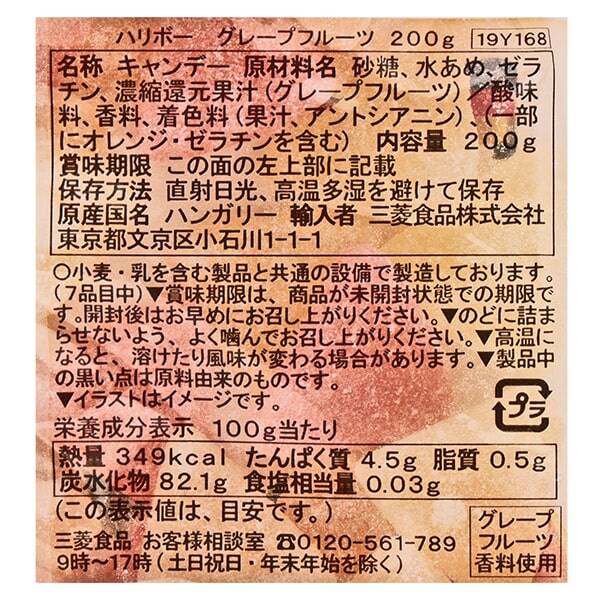 ハリボー グレープフルーツ 200g 19Y168
名称 キャンデー 原材料名 砂糖、水あめ、ゼラ
チン、濃縮還元果汁(グレープフルーツ)/酸味
料、香料、着色料(果汁、アントシアニン)、(一部
にオレンジ・ゼラチンを含む) 内容量 200g
賞味期限 この面の左上部に記載
保存方法 直射日光、高温多湿を避けて保存
原産国名 ハンガリー 輸入者 三菱食品株式会社
東京都文京区小石川1-1-1
〇小麦・乳を含む製品と共通の設備で製造しております。
(7品目中)▼賞味期限は、商品が未開封状態での期限で
す。開封後はお早めにお召し上がりください。▼のどに詰ま
らせないよう、よく噛んでお召し上がりください。▼高温に
なると、溶けたり風味が変わる場合があります。▼製品中
の黒い点は原料由来のものです。
▼イラストはイメージです。
プラ
栄養成分表示 100g当たり
熱量 349kcal たんぱく質 4.5g 脂質 0.5g
炭水化物 82.1g 食塩相当量 0.03g
(この表示値は、目安です。)
三菱食品 お客様相談室 ☎0120-561-789
9時〜17時(土日祝日・年末年始を除く)
グレープ
フルーツ
香料使用